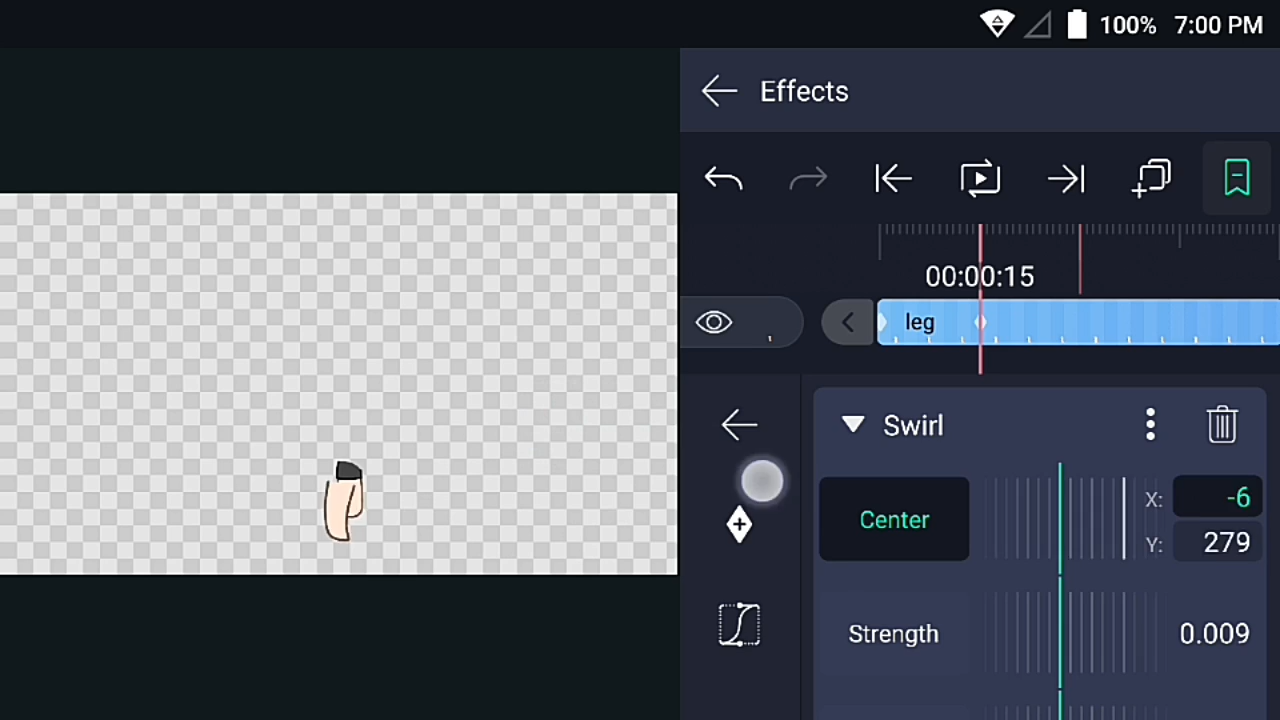 100% 7:00 PM
Effects
00:00:15
leg
Swirl
Center X: -6
Y: 279
Strength 0.009